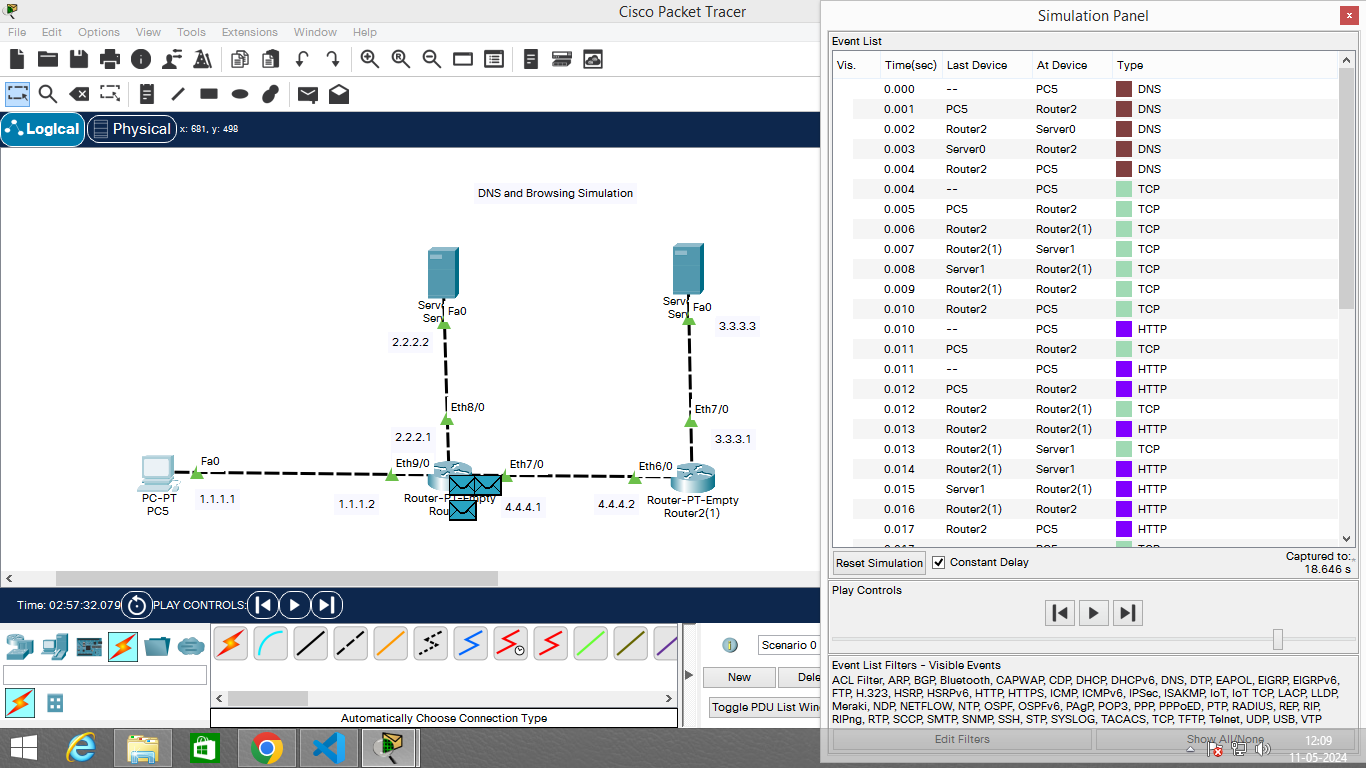 Cisco Packet Tracer
File Edit Options View Tools Extensions Window Help
Logical Physical x: 681, y: 498
DNS and Browsing Simulation
Fa0
2.2.2.2
Fa0
3.3.3.3
Eth8/0
2.2.2.1
Eth7/0
3.3.3.1
Fa0
1.1.1.1
PC-PT
PC5
Eth9/0
1.1.1.2
Eth7/0
4.4.4.1
Eth6/0
4.4.4.2
Router-PT-Empty
Router-PT-Empty
Router2(1)
Time: 02:57:32.079 PLAY CONTROLS:
Scenario 0
New
Toggle PDU List Win
Automatically Choose Connection Type
Simulation Panel
Event List
Vis. Time(sec) Last Device At Device Type
0.000 -- PC5 DNS
0.001 PC5 Router2 DNS
0.002 Router2 Server0 DNS
0.003 Server0 Router2 DNS
0.004 Router2 PC5 DNS
0.004 -- PC5 TCP
0.005 PC5 Router2 TCP
0.006 Router2 Router2(1) TCP
0.007 Router2(1) Server1 TCP
0.008 Server1 Router2(1) TCP
0.009 Router2(1) Router2 TCP
0.010 Router2 PC5 TCP
0.010 -- PC5 HTTP
0.011 PC5 Router2 TCP
0.011 -- PC5 HTTP
0.012 PC5 Router2 HTTP
0.012 Router2 Router2(1) TCP
0.013 Router2 Router2(1) HTTP
0.013 Router2(1) Server1 TCP
0.014 Router2(1) Server1 HTTP
0.015 Server1 Router2(1) HTTP
0.016 Router2(1) Router2 HTTP
0.017 Router2 PC5 HTTP
Reset Simulation Constant Delay
Captured to:
18.646 s
Play Controls
Event List Filters - Visible Events
ACL Filter, ARP, BGP, Bluetooth, CAPWAP, CDP, DHCP, DHCPv6, DNS, DTP, EAPOL, EIGRP, EIGRPv6,
FTP, H.323, HSRP, HSRPv6, HTTP, HTTPS, ICMP, ICMPv6, IPSec, ISAKMP, IoT, IoT TCP, LACP, LLDP,
Meraki, NDP, NETFLOW, NTP, OSPF, OSPFv6, PAgP, POP3, PPP, PPPoED, PTP, RADIUS, REP, RIP,
RIPng, RTP, SCCP, SMTP, SNMP, SSH, STP, SYSLOG, TACACS, TCP, TFTP, Telnet, UDP, USB, VTP
Edit Filters Show All/None
12:09
11-05-2024